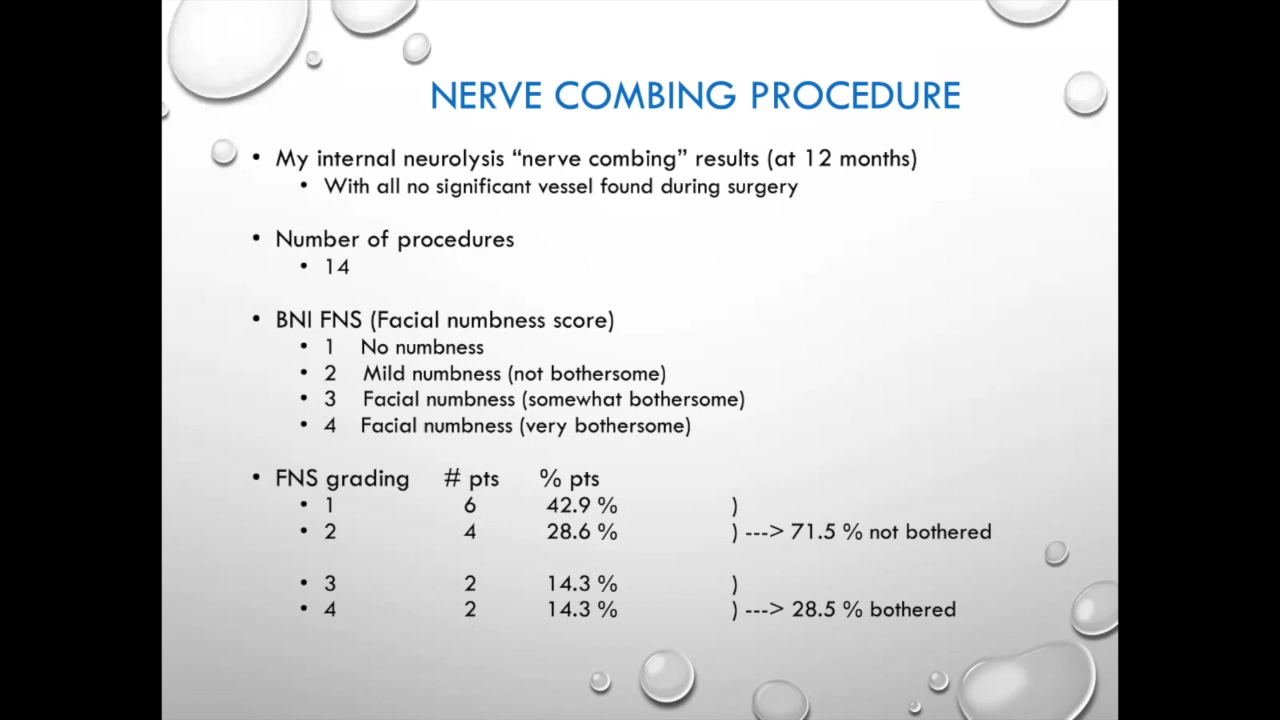 NERVE COMBING PROCEDURE
• My internal neurolysis “nerve combing” results (at 12 months)
• With all no significant vessel found during surgery
• Number of procedures
• 14
• BNI FNS (Facial numbness score)
• 1 No numbness
• 2 Mild numbness (not bothersome)
• 3 Facial numbness (somewhat bothersome)
• 4 Facial numbness (very bothersome)
• FNS grading # pts % pts
• 1 6 42.9 % )
• 2 4 28.6 % ) ---> 71.5 % not bothered
• 3 2 14.3 % )
• 4 2 14.3 % ) ---> 28.5 % bothered